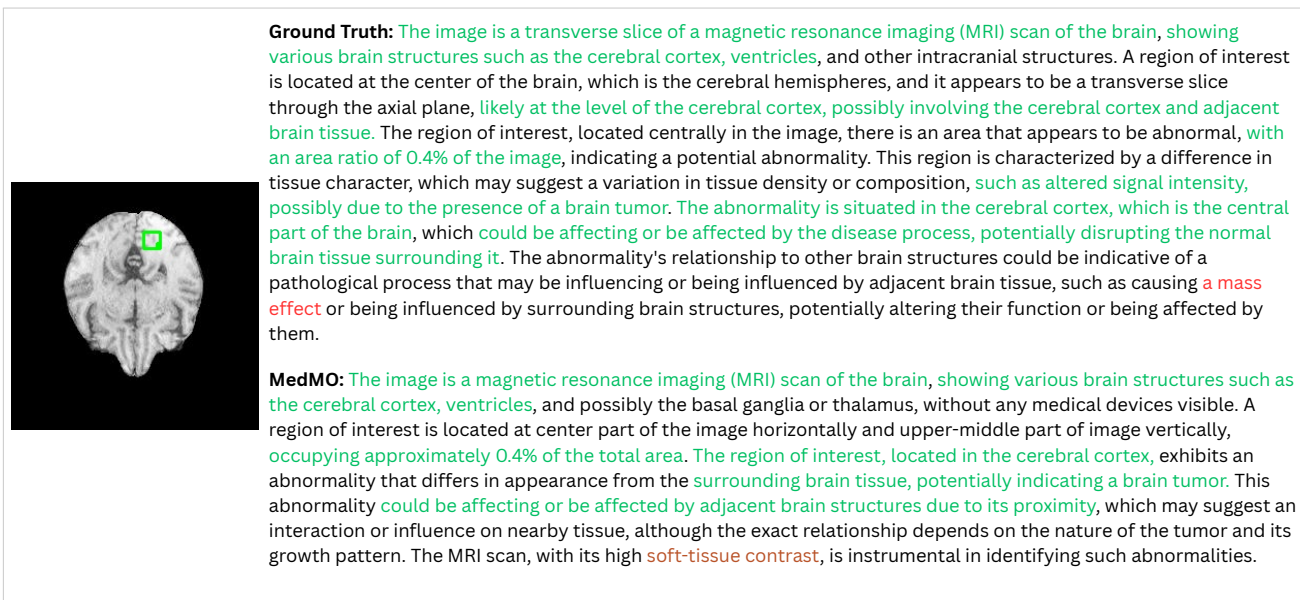 Ground Truth: The image is a transverse slice of a magnetic resonance imaging (MRI) scan of the brain, showing
various brain structures such as the cerebral cortex, ventricles, and other intracranial structures. A region of interest
is located at the center of the brain, which is the cerebral hemispheres, and it appears to be a transverse slice
through the axial plane, likely at the level of the cerebral cortex, possibly involving the cerebral cortex and adjacent
brain tissue. The region of interest, located centrally in the image, there is an area that appears to be abnormal, with
an area ratio of 0.4% of the image, indicating a potential abnormality. This region is characterized by a difference in
tissue character, which may suggest a variation in tissue density or composition, such as altered signal intensity,
possibly due to the presence of a brain tumor. The abnormality is situated in the cerebral cortex, which is the central
part of the brain, which could be affecting or be affected by the disease process, potentially disrupting the normal
brain tissue surrounding it. The abnormality's relationship to other brain structures could be indicative of a
pathological process that may be influencing or being influenced by adjacent brain tissue, such as causing a mass
effect or being influenced by surrounding brain structures, potentially altering their function or being affected by
them.
MedMO: The image is a magnetic resonance imaging (MRI) scan of the brain, showing various brain structures such as
the cerebral cortex, ventricles, and possibly the basal ganglia or thalamus, without any medical devices visible. A
region of interest is located at center part of the image horizontally and upper-middle part of image vertically,
occupying approximately 0.4% of the total area. The region of interest, located in the cerebral cortex, exhibits an
abnormality that differs in appearance from the surrounding brain tissue, potentially indicating a brain tumor. This
abnormality could be affecting or be affected by adjacent brain structures due to its proximity, which may suggest an
interaction or influence on nearby tissue, although the exact relationship depends on the nature of the tumor and its
growth pattern. The MRI scan, with its high soft-tissue contrast, is instrumental in identifying such abnormalities.